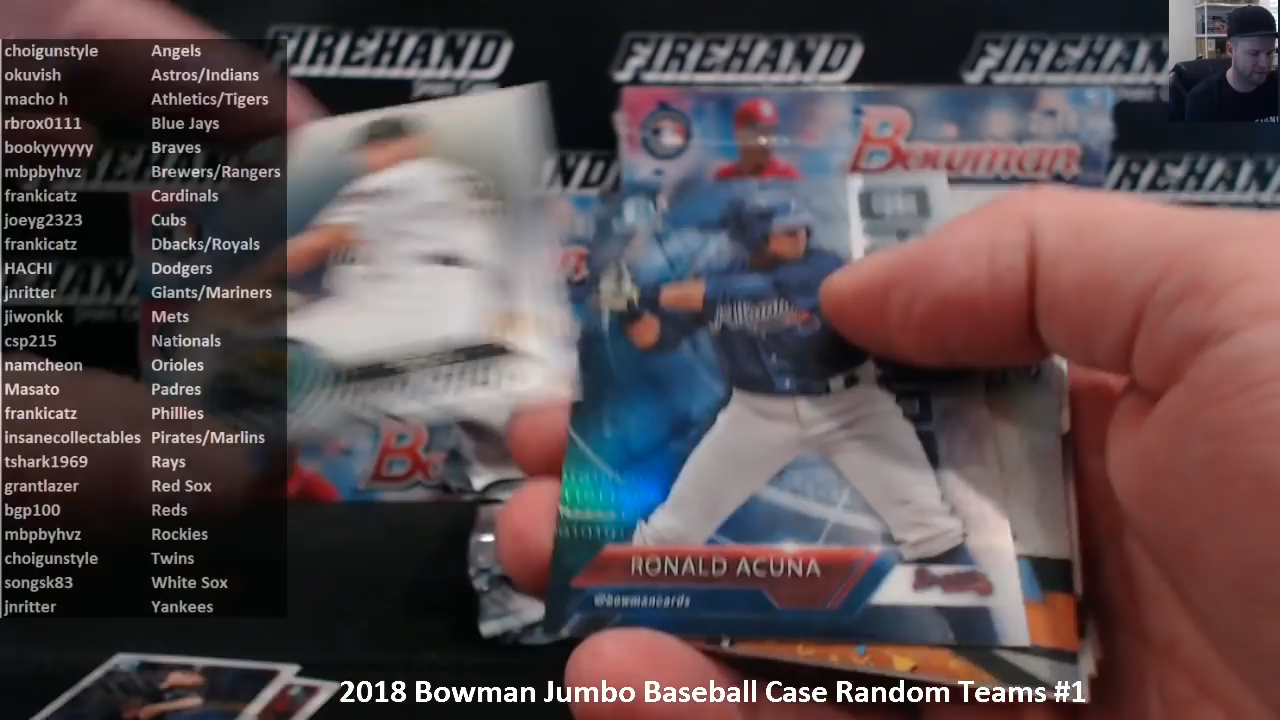 choigunstyle Angels
okuvish Astros/Indians
macho h Athletics/Tigers
rbrox0111 Blue Jays
bookyyyyyy Braves
mbpbyhvz Brewers/Rangers
frankicatz Cardinals
joeyg2323 Cubs
frankicatz Dbacks/Royals
HACHI Dodgers
jnritter Giants/Mariners
jiwonkk Mets
csp215 Nationals
namcheon Orioles
Masato Padres
frankicatz Phillies
insanecollectables Pirates/Marlins
tshark1969 Rays
grantlazer Red Sox
bgp100 Reds
mbpbyhvz Rockies
choigunstyle Twins
songsk83 White Sox
jnritter Yankees
FIREHAND FIREHAND FIREHAND
Bowman
FIREHAND
RONALD ACUNA
@bowmancards
Braves
2018 Bowman Jumbo Baseball Case Random Teams #1